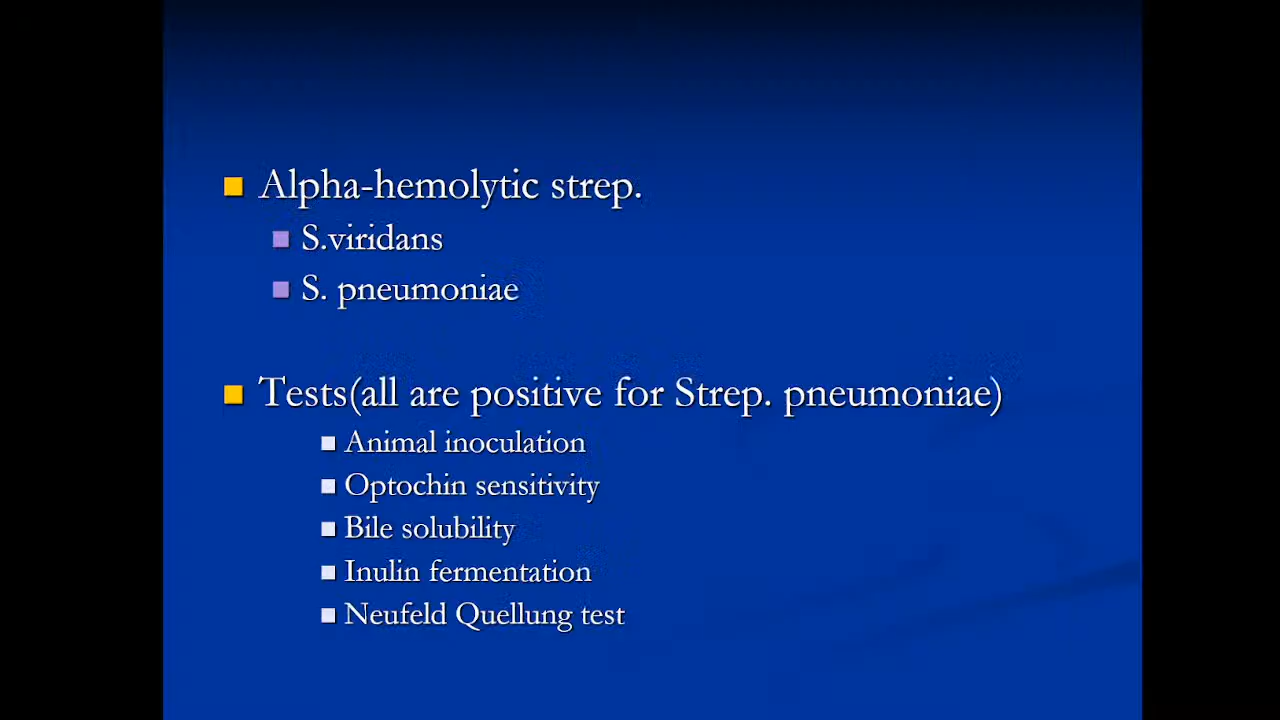 Alpha-hemolytic strep.
S.viridans
S. pneumoniae
Tests(all are positive for Strep. pneumoniae)
Animal inoculation
Optochin sensitivity
Bile solubility
Inulin fermentation
Neufeld Quellung test